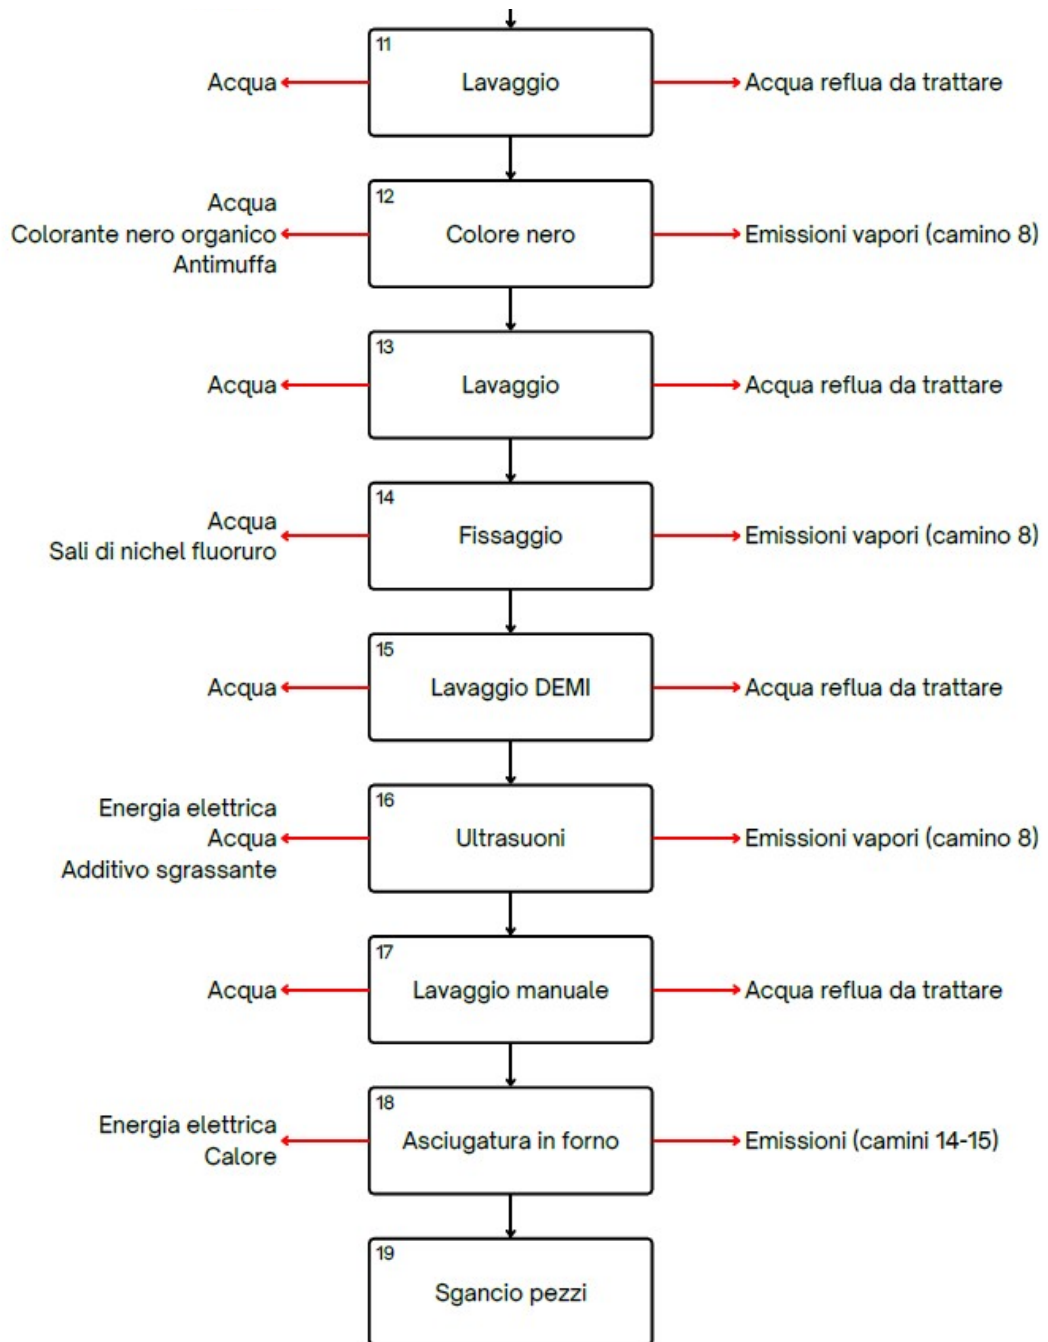 11
Acqua
Lavaggio
Acqua reflua da trattare
12
Acqua
Colorante nero organico
Antimuffa
Colore nero
Emissioni vapori (camino 8)
13
Acqua
Lavaggio
Acqua reflua da trattare
14
Acqua
Sali di nichel fluoruro
Fissaggio
Emissioni vapori (camino 8)
15
Acqua
Lavaggio DEMI
Acqua reflua da trattare
16
Energia elettrica
Acqua
Additivo sgrassante
Ultrasuoni
Emissioni vapori (camino 8)
17
Acqua
Lavaggio manuale
Acqua reflua da trattare
18
Energia elettrica
Calore
Asciugatura in forno
Emissioni (camini 14-15)
19
Sgancio pezzi